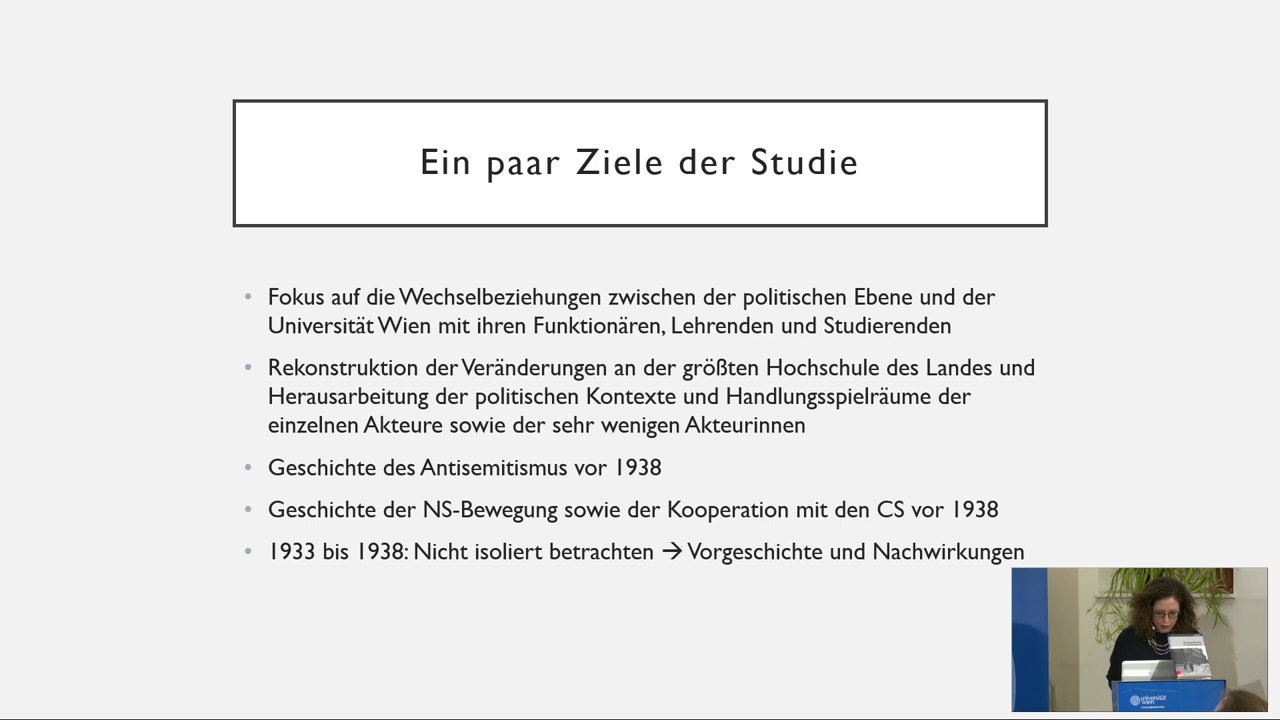 Ein paar Ziele der Studie
• Fokus auf die Wechselbeziehungen zwischen der politischen Ebene und der
Universität Wien mit ihren Funktionären, Lehrenden und Studierenden
• Rekonstruktion der Veränderungen an der größten Hochschule des Landes und
Herausarbeitung der politischen Kontexte und Handlungsspielräume der
einzelnen Akteure sowie der sehr wenigen Akteurinnen
• Geschichte des Antisemitismus vor 1938
• Geschichte der NS-Bewegung sowie der Kooperation mit den CS vor 1938
• 1933 bis 1938: Nicht isoliert betrachten → Vorgeschichte und Nachwirkungen
universität
wien